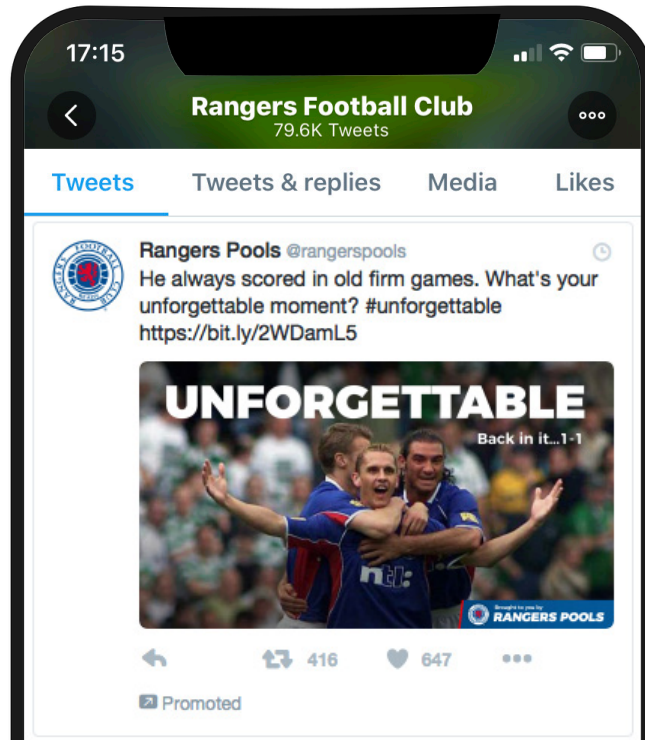 17:15
Rangers Football Club
79.6K Tweets
Tweets Tweets & replies Media Likes
Rangers Pools @rangerspools
He always scored in old firm games. What's your
unforgettable moment? #unforgettable
https://bit.ly/2WDamL5
UNFORGETTABLE
Back in it...1-1
ntl:
Brought to you by
RANGERS POOLS
416 647
Promoted